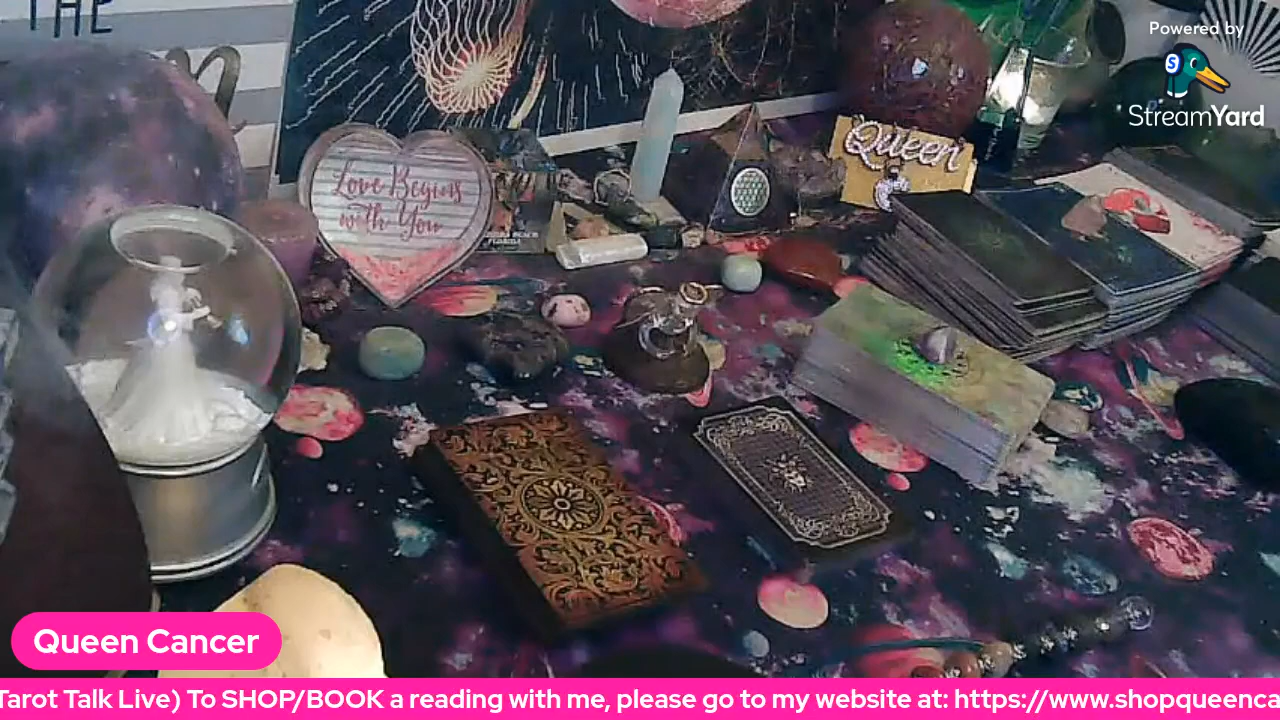 THE
Powered by
StreamYard
Love Begins
with You
Queen
FLORIDA
Queen Cancer
Tarot Talk Live) To SHOP/BOOK a reading with me, please go to my website at: https://www.shopqueenca